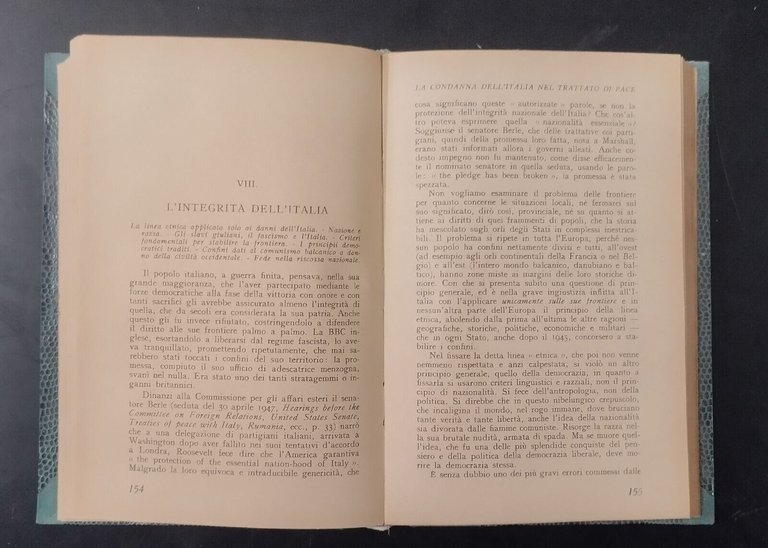 VIII.
L'INTEGRITÀ DELL'ITALIA
La linea etnica applicata solo ai danni dell'Italia. - Nazione e
razza. - Gli slavi giuliani, il fascismo e l'Italia. - Criteri
fondamentali per stabilire la frontiera. - I principi demo-
cratici traditi. - Confini dati al comunismo balcanico a dan-
no della civiltà occidentale. - Fede nella riscossa nazionale.
Il popolo italiano, a guerra finita, pensava, nella sua
grande maggioranza, che l'aver partecipato mediante le
forze democratiche alla fase della vittoria con onore e con
tanti sacrifici gli avrebbe assicurato almeno l'integrità di
quella, che da secoli era considerata la sua patria. Anche
questo gli fu invece rifiutato, costringendolo a difendere
il diritto alle sue frontiere palmo a palmo. La BBC in-
glese, esortandolo a liberarsi dal regime fascista, lo ave-
va tranquillato, promettendo ripetutamente, che mai sa-
rebbero stati toccati i confini del suo territorio: la pro-
messa, compiuto il suo ufficio di adescatrice menzogna,
svanì nel nulla. Era stato uno dei tanti stratagemmi o in-
ganni britannici.
Dinanzi alla Commissione per gli affari esteri il sena-
tore Berle (seduta del 30 aprile 1947, Hearings before the
Committee on Foreign Relations, United States Senate,
Treaties of peace with Italy, Rumania, ecc., p. 33) narrò
che a una delegazione di partigiani italiani, arrivata a
Washington dopo aver fallito nei suoi tentativi d'accordo
a Londra, Roosevelt fece dire che l'America garantiva
« the protection of the essential nation-hood of Italy ».
Malgrado la loro equivoca e intraducibile genericità, che
154
LA CONDANNA DELL'ITALIA NEL TRATTATO DI PACE
cosa significano queste « autorizzate » parole, se non la
protezione dell'integrità nazionale dell'Italia? Che cos'al-
tro poteva esprimere quella « nazionalità essenziale »?
Soggiunse il senatore Berle, che delle trattative coi parti-
giani, quindi della promessa loro fatta, nota a Marshall,
erano stati informati allora i governi alleati. Anche co-
desto impegno non fu mantenuto, come disse efficacemen-
te il nominato senatore in quella seduta, usando le paro-
le: « the pledge has been broken », la promessa è stata
spezzata.
Non vogliamo esaminare il problema delle frontiere
per quanto concerne le situazioni locali, né fermarci sul
suo significato, dirò così, provinciale, né su quanto si at-
tiene ai diritti di quei frammenti di popoli, che la storia
ha mescolato sugli orli degli Stati in complessi inestrica-
bili. Il problema si ripete in tutta l'Europa, perché nes-
sun popolo ha confini nettamente divisi e tutti, all'ovest
(ad esempio agli orli continentali della Francia o nel Bel-
gio) e all'est (l'intero mondo balcanico, danubiano e bal-
tico), hanno zone miste ai margini delle loro storiche di-
more. Con ciò si presenta subito una questione di prin-
cipio generale, ed è nella grave ingiustizia inflitta all'I-
talia con l'applicare unicamente sulle sue frontiere e in
nessun'altra parte dell'Europa il principio della linea
etnica, abolendo dalla prima all'ultima le altre ragioni —
geografiche, storiche, politiche, economiche e militari —
che in ogni Stato, anche dopo il 1945, concorsero a sta-
bilire i confini.
Nel fissare la detta linea « etnica », che poi non venne
nemmeno rispettata e anzi calpestata, si violò un altro
principio generale, quello della democrazia, in quanto a
fissarla si usarono criteri linguistici e razziali, non il prin-
cipio di nazionalità. Si fece dell'antropologia, non della
politica. Si direbbe che in questo nibelungico crepuscolo,
che incaligina il mondo, nel rogo immane, dove bruciano
tante verità e tante libertà, anche l'idea della nazionalità
sia divorata dalle fiamme comuniste. Risorge la razza nel-
la sua brutale nudità, armata di spada. Ma se muore quel-
l'idea, che fu una delle più splendide conquiste del pen-
siero e della politica della democrazia liberale, deve mo-
rire la democrazia stessa.
È senza dubbio uno dei più gravi errori commessi dalle
155